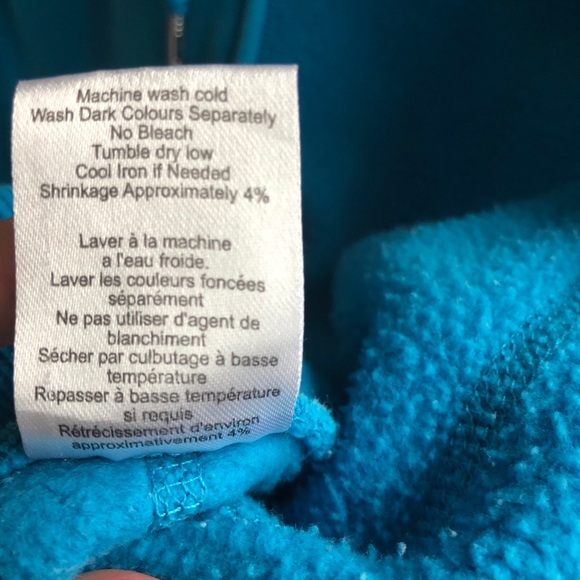 Machine wash cold
Wash Dark Colours Separately
No Bleach
Tumble dry low
Cool Iron if Needed
Shrinkage Approximately 4%
Laver à la machine
a l'eau froide.
Laver les couleurs foncées
séparément
Ne pas utiliser d'agent de
blanchiment
Sécher par culbutage à basse
température
Repasser à basse température
si requis
Rétrécissement d'environ
approximativement 4%